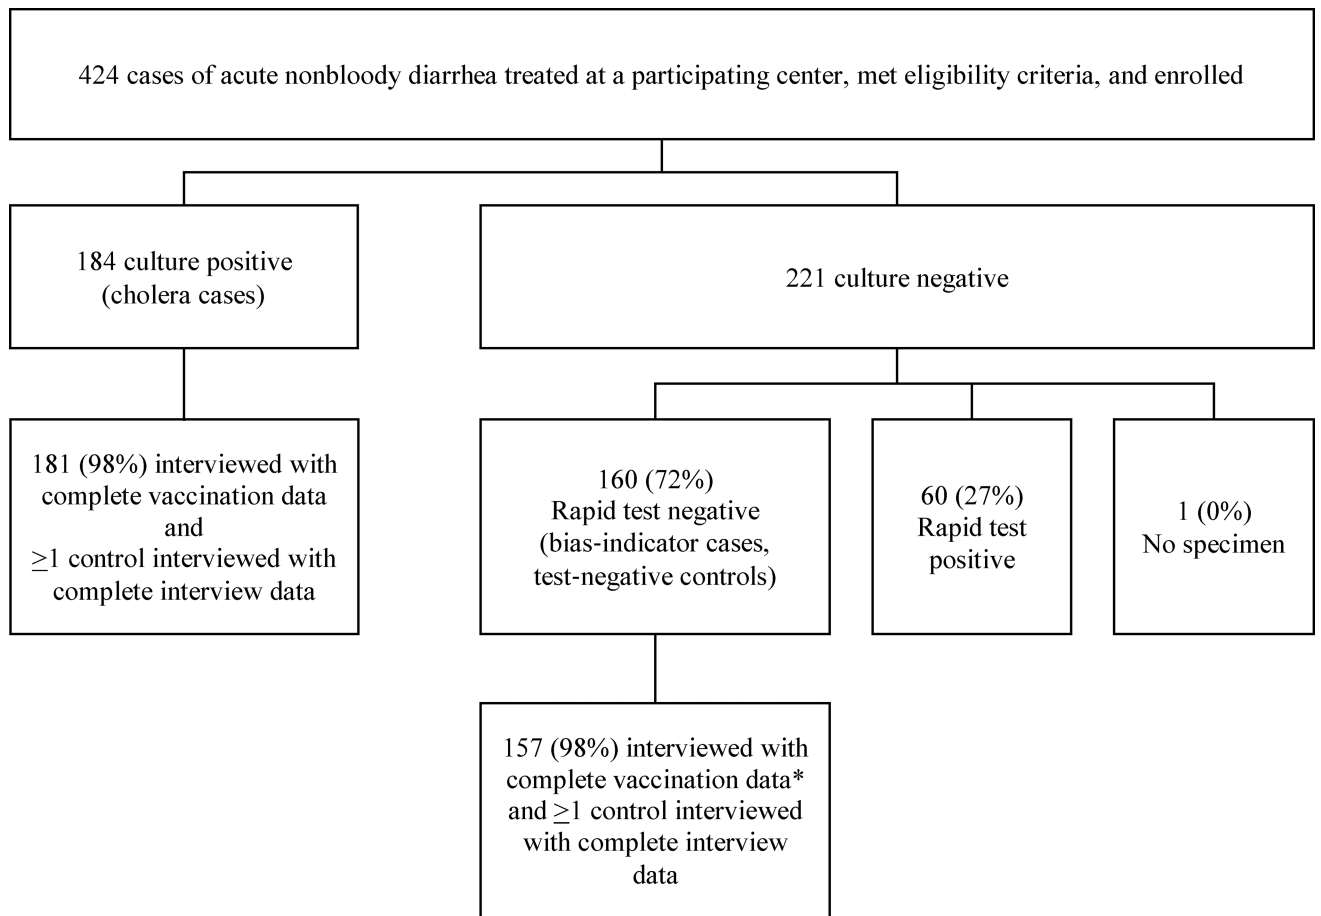 424 cases of acute nonbloody diarrhea treated at a participating center, met eligibility criteria, and enrolled
184 culture positive
(cholera cases)
221 culture negative
181 (98%) interviewed with
complete vaccination data
and
≥1 control interviewed with
complete interview data
160 (72%)
Rapid test negative
(bias-indicator cases,
test-negative controls)
60 (27%)
Rapid test
positive
1 (0%)
No specimen
157 (98%) interviewed with
complete vaccination data*
and ≥1 control interviewed
with complete interview
data